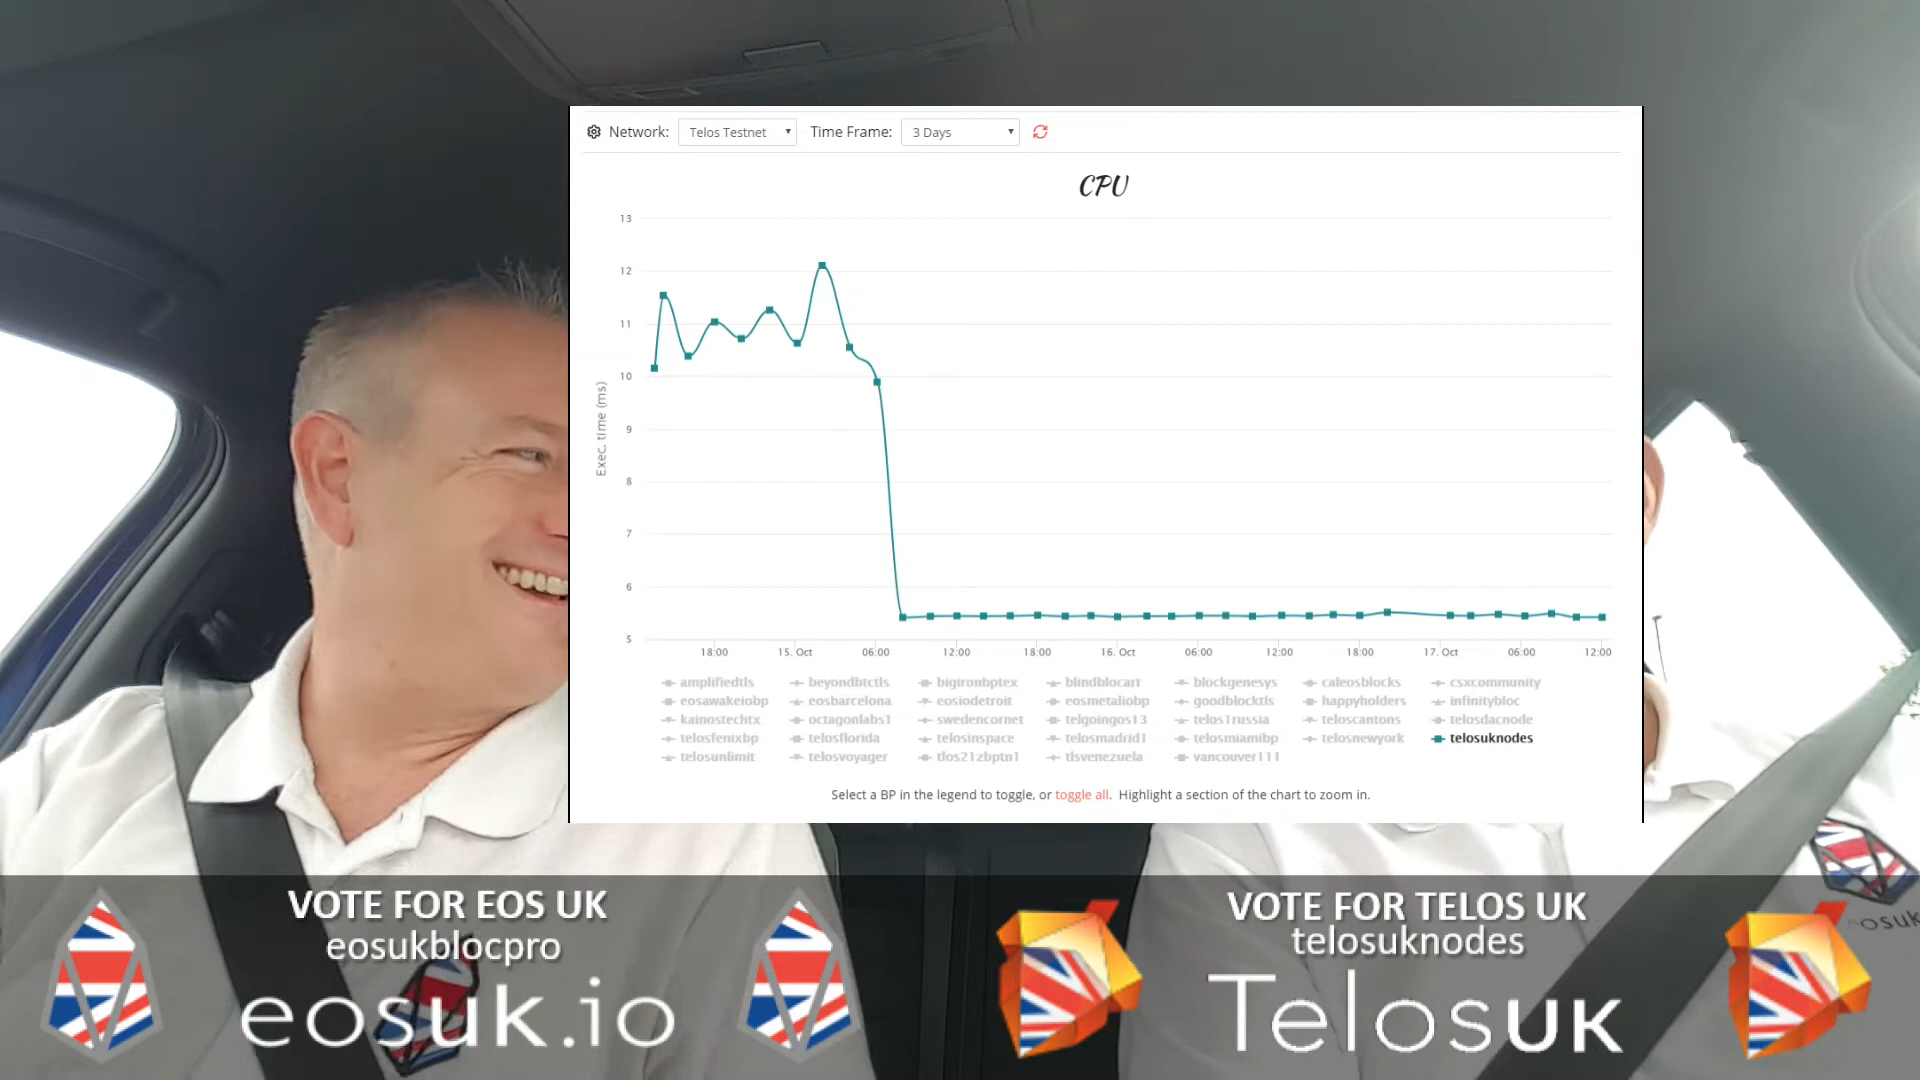 Network: Telos Testnet Time Frame: 3 Days
CPU
13
12
11
10
9
8
7
6
5
Exec. time (ms)
18:00 15. Oct 06:00 12:00 18:00 16. Oct 06:00 12:00 18:00 17. Oct 06:00 12:00
amplifiedtls beyondbtctls bigironbptex blindblocart blockgenesys caleosblocks csxcommunity
eosawakeiobp eosbarcelona eosiodetroit eosmetaliobp goodblocktls happyholders infinitybloc
kainostechtx octagonlabs1 swedencornet telgoingos13 telos1russia teloscantons telosdacnode
telosfenixbp telosflorida telosinspace telosmadrid1 telosmiamibp telosnewyork telosuknodes
telosunlimit telosvoyager tlos21zbptn1 tlsvenezuela vancouver111
Select a BP in the legend to toggle, or toggle all. Highlight a section of the chart to zoom in.
VOTE FOR EOS UK
eosukblocpro
eosuk.io
VOTE FOR TELOS UK
telosuknodes
TelosUK
eosuk